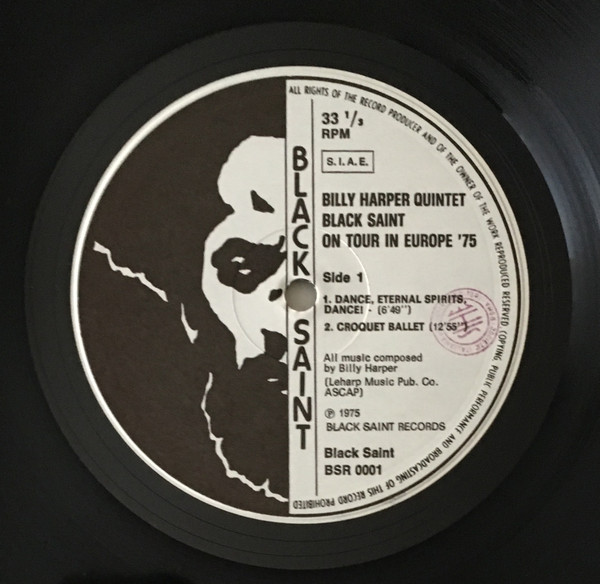 ALL RIGHTS OF THE RECORD PRODUCER AND OF THE OWNER OF THE WORK REPRODUCED RESERVED COPYING, PUBLIC PERFORMANCE AND BROADCASTING OF THIS RECORD PROHIBITED
BLACK SAINT
33 ⅓
RPM
S.I.A.E.
BILLY HARPER QUINTET
BLACK SAINT
ON TOUR IN EUROPE '75
Side 1
1. DANCE, ETERNAL SPIRITS,
DANCE! - (6'49'')
2. CROQUET BALLET (12'55'')
All music composed
by Billy Harper
(Leharp Music Pub. Co.
ASCAP)
℗ 1975
BLACK SAINT RECORDS
Black Saint
BSR 0001